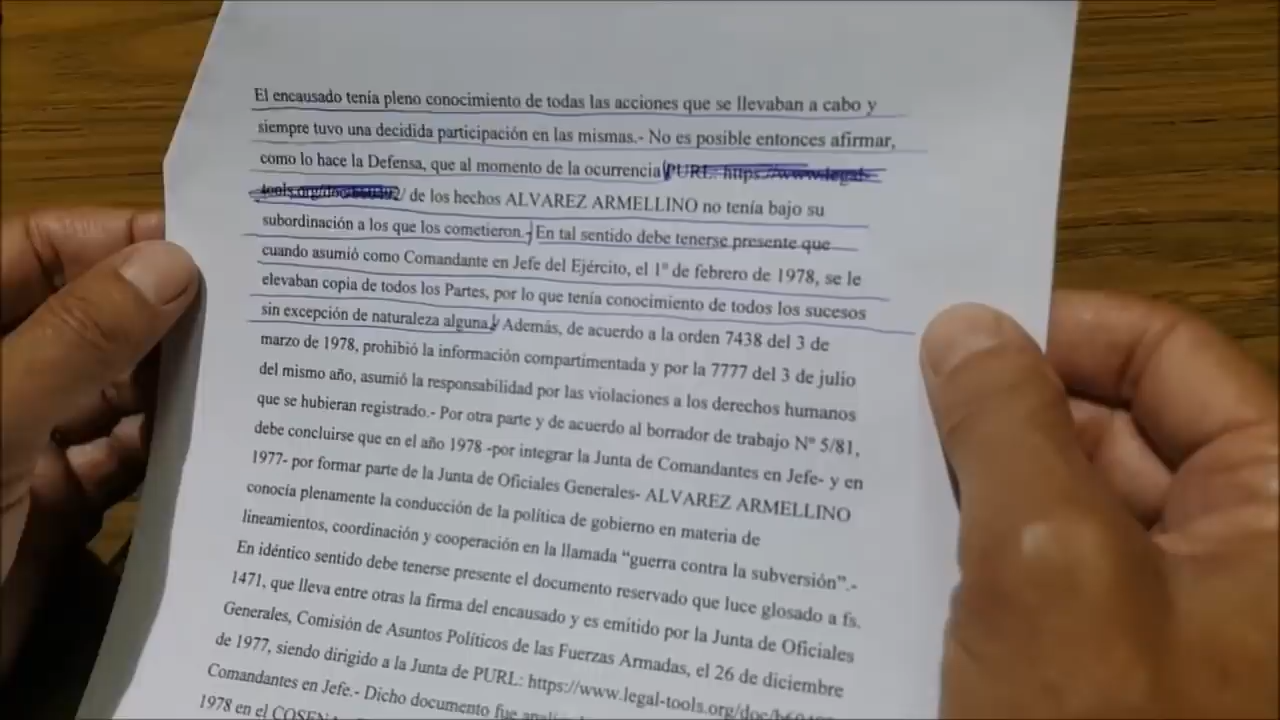 El encausado tenía pleno conocimiento de todas las acciones que se llevaban a cabo y
siempre tuvo una decidida participación en las mismas.- No es posible entonces afirmar,
como lo hace la Defensa, que al momento de la ocurrencia PURL: https://www.legal-
de los hechos ALVAREZ ARMELLINO no tenía bajo su
subordinación a los que los cometieron.- En tal sentido debe tenerse presente que
cuando asumió como Comandante en Jefe del Ejército, el 1º de febrero de 1978, se le
elevaban copia de todos los Partes, por lo que tenía conocimiento de todos los sucesos
sin excepción de naturaleza alguna.- Además, de acuerdo a la orden 7438 del 3 de
marzo de 1978, prohibió la información compartimentada y por la 7777 del 3 de julio
del mismo año, asumió la responsabilidad por las violaciones a los derechos humanos
que se hubieran registrado.- Por otra parte y de acuerdo al borrador de trabajo Nº 5/81,
debe concluirse que en el año 1978 -por integrar la Junta de Comandantes en Jefe- y en
1977- por formar parte de la Junta de Oficiales Generales- ALVAREZ ARMELLINO
conocía plenamente la conducción de la política de gobierno en materia de
lineamientos, coordinación y cooperación en la llamada “guerra contra la subversión”.-
En idéntico sentido debe tenerse presente el documento reservado que luce glosado a fs.
1471, que lleva entre otras la firma del encausado y es emitido por la Junta de Oficiales
Generales, Comisión de Asuntos Políticos de las Fuerzas Armadas, el 26 de diciembre
de 1977, siendo dirigido a la Junta de PURL: https://www.legal-tools.org/doc/
Comandantes en Jefe.- Dicho documento fue
1978 en el